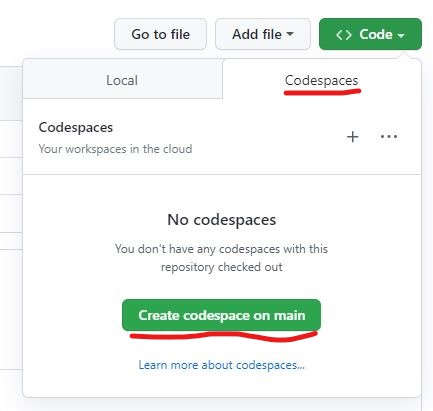 Go to file Add file <> Code
Local Codespaces
Codespaces
Your workspaces in the cloud
No codespaces
You don't have any codespaces with this
repository checked out
Create codespace on main
Learn more about codespaces...